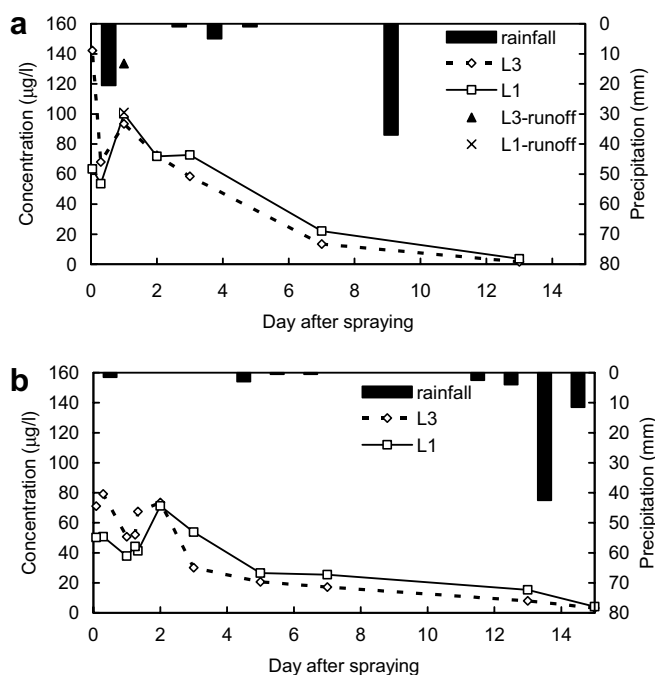 a
160 140 120 100 80 60 40 20 0
Concentration (µg/l)
0 10 20 30 40 50 60 70 80
Precipitation (mm)
rainfall
L3
L1
L3-runoff
L1-runoff
0 2 4 6 8 10 12 14
Day after spraying
b
160 140 120 100 80 60 40 20 0
Concentration (µg/l)
0 10 20 30 40 50 60 70 80
Precipitation (mm)
rainfall
L3
L1
0 2 4 6 8 10 12 14
Day after spraying